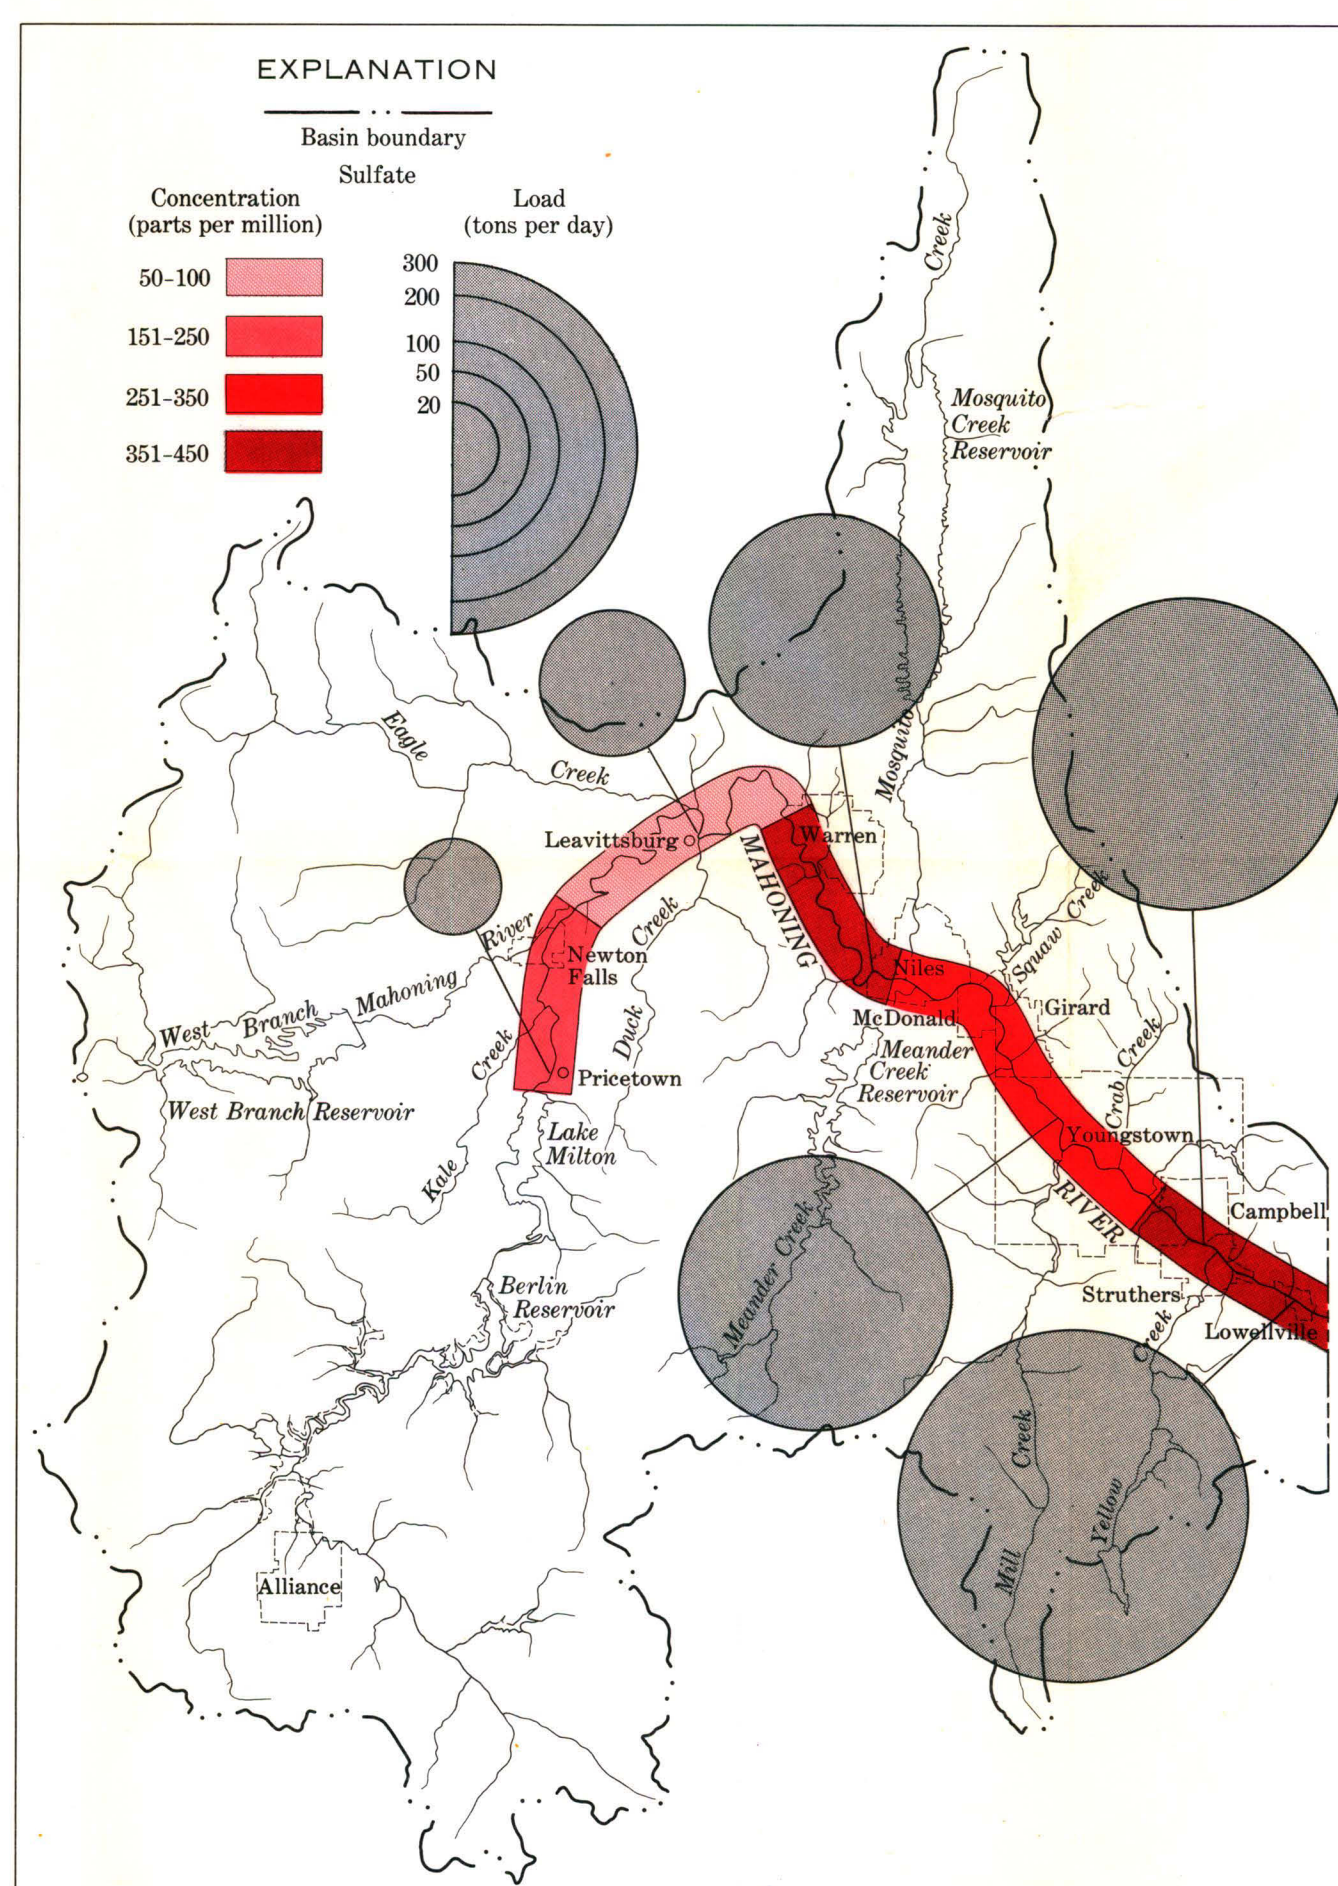 EXPLANATION
Basin boundary
Sulfate
Concentration
(parts per million)
50-100
151-250
251-350
351-450
Load
(tons per day)
300
200
100
50
20
Creek
Mosquito
Creek
Reservoir
Mosquito
Eagle
Creek
Leavittsburg
Warren
MAHONING
Creek
Duck
River
Newton
Falls
Niles
Squaw Creek
McDonald
Girard
West Branch Mahoning
West Branch Reservoir
Creek
Kale
Pricetown
Meander
Creek
Reservoir
Crab Creek
Lake
Milton
Youngstown
RIVER
Campbell
Meander Creek
Berlin
Reservoir
Struthers
Lowellville
Creek
Yellow
Creek
Mill
Alliance